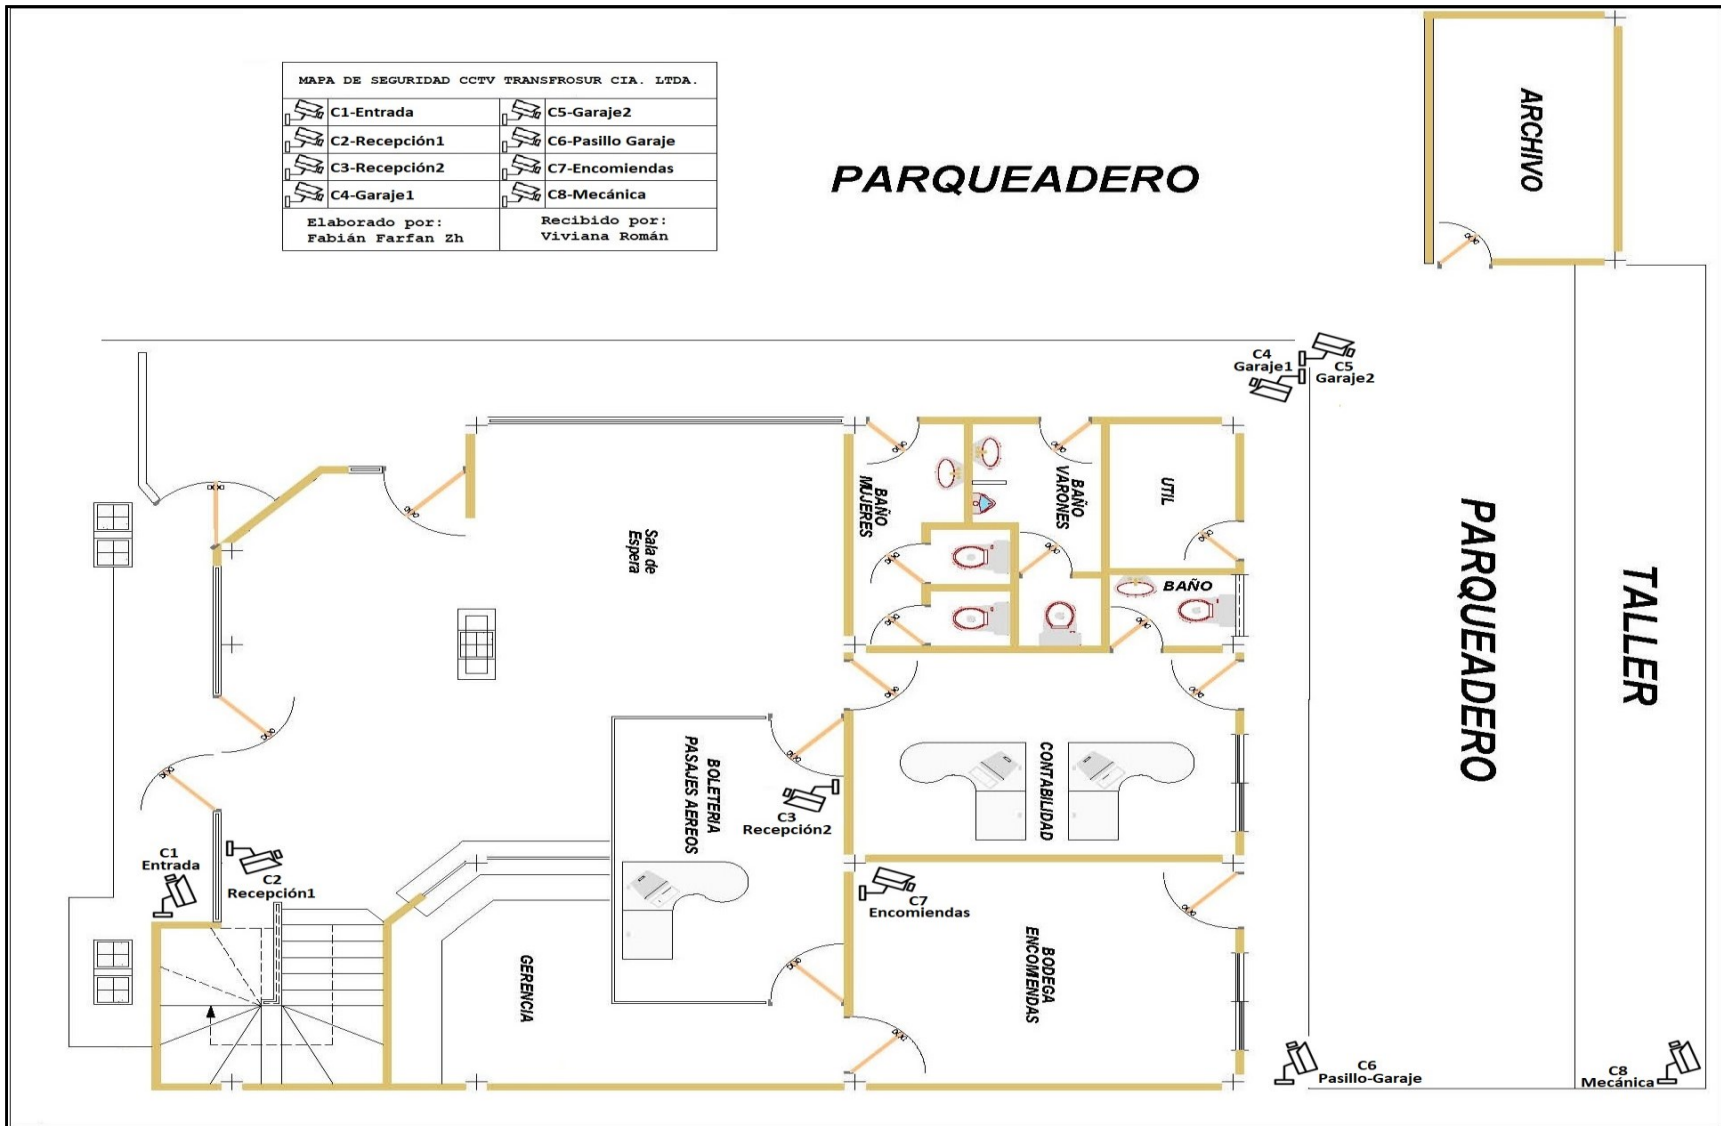 MAPA DE SEGURIDAD CCTV TRANSFROSUR CIA. LTDA.
C1-Entrada
C5-Garaje2
C2-Recepción1
C6-Pasillo Garaje
C3-Recepción2
C7-Encomiendas
C4-Garaje1
C8-Mecánica
Elaborado por:
Fabián Farfan Zh
Recibido por:
Viviana Román
PARQUEADERO
ARCHIVO
C4
Garaje1
C5
Garaje2
BAÑO
MUJERES
BAÑO
VARONES
UTIL
Sala de
Espera
BAÑO
PARQUEADERO
TALLER
BOLETERIA
PASAJES AEREOS
CONTABILIDAD
C3
Recepción2
C1
Entrada
C2
Recepción1
C7
Encomiendas
GERENCIA
BODEGA
ENCOMIENDAS
C6
Pasillo-Garaje
C8
Mecánica